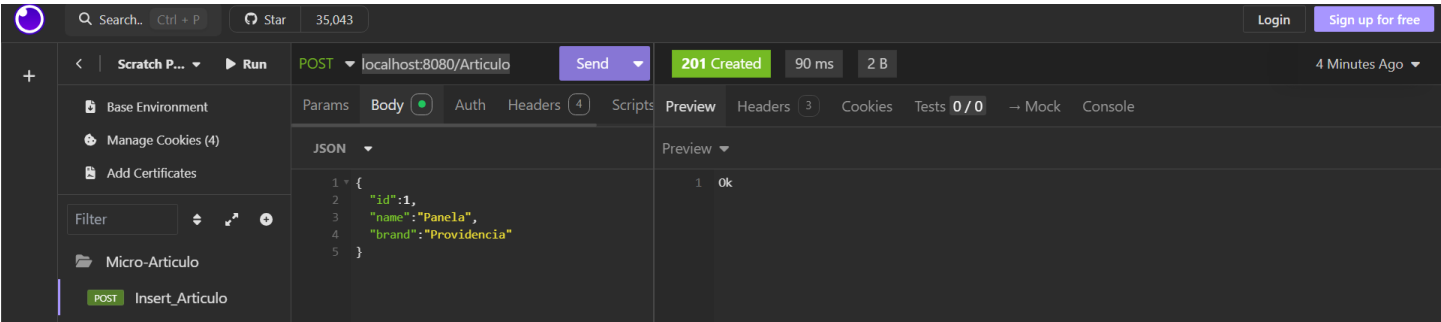 Search.. Ctrl + P Star 35,043 Login Sign up for free
Scratch P... Run
Base Environment
Manage Cookies (4)
Add Certificates
Filter
Micro-Articulo
POST Insert_Articulo
POST localhost:8080/Articulo Send
Params Body Auth Headers 4 Scripts
JSON
1 {
2 "id":1,
3 "name":"Panela",
4 "brand":"Providencia"
5 }
201 Created 90 ms 2 B 4 Minutes Ago
Preview Headers 3 Cookies Tests 0 / 0 → Mock Console
Preview
1 Ok